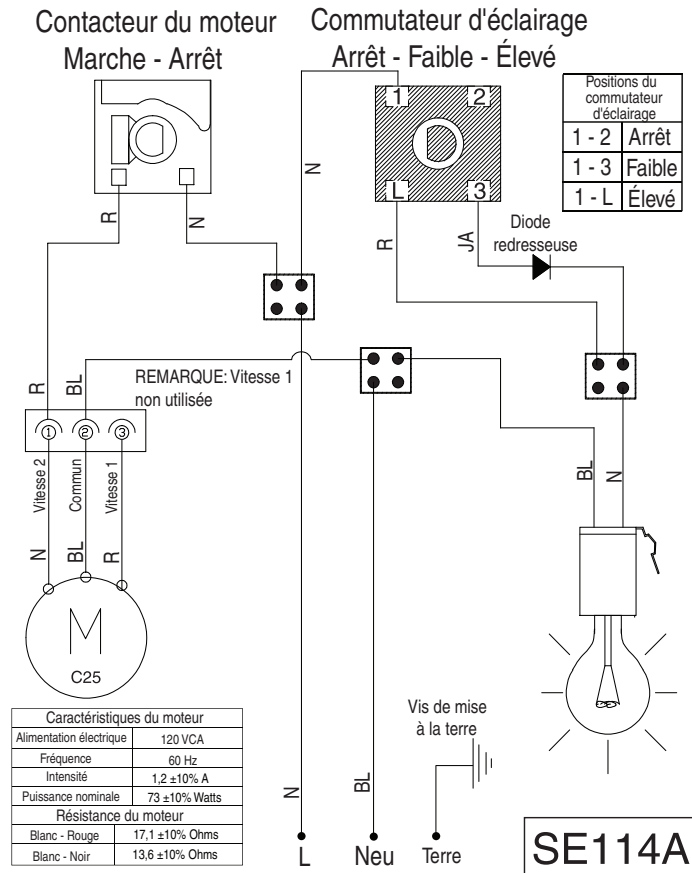 Contacteur du moteur
Marche - Arrêt
Commutateur d'éclairage
Arrêt - Faible - Élevé
Positions du
commutateur
d'éclairage
1 - 2 Arrêt
1 - 3 Faible
1 - L Élevé
1
2
L
3
N
R
N
R
JA
Diode
redresseuse
R
BL
REMARQUE: Vitesse 1
non utilisée
1
2
3
Vitesse 2
Commun
Vitesse 1
BL
N
N
BL
R
M
C25
Caractéristiques du moteur
Alimentation électrique 120 VCA
Fréquence 60 Hz
Intensité 1,2 ±10% A
Puissance nominale 73 ±10% Watts
Résistance du moteur
Blanc - Rouge 17,1 ±10% Ohms
Blanc - Noir 13,6 ±10% Ohms
Vis de mise
à la terre
N
BL
L
Neu
Terre
SE114A